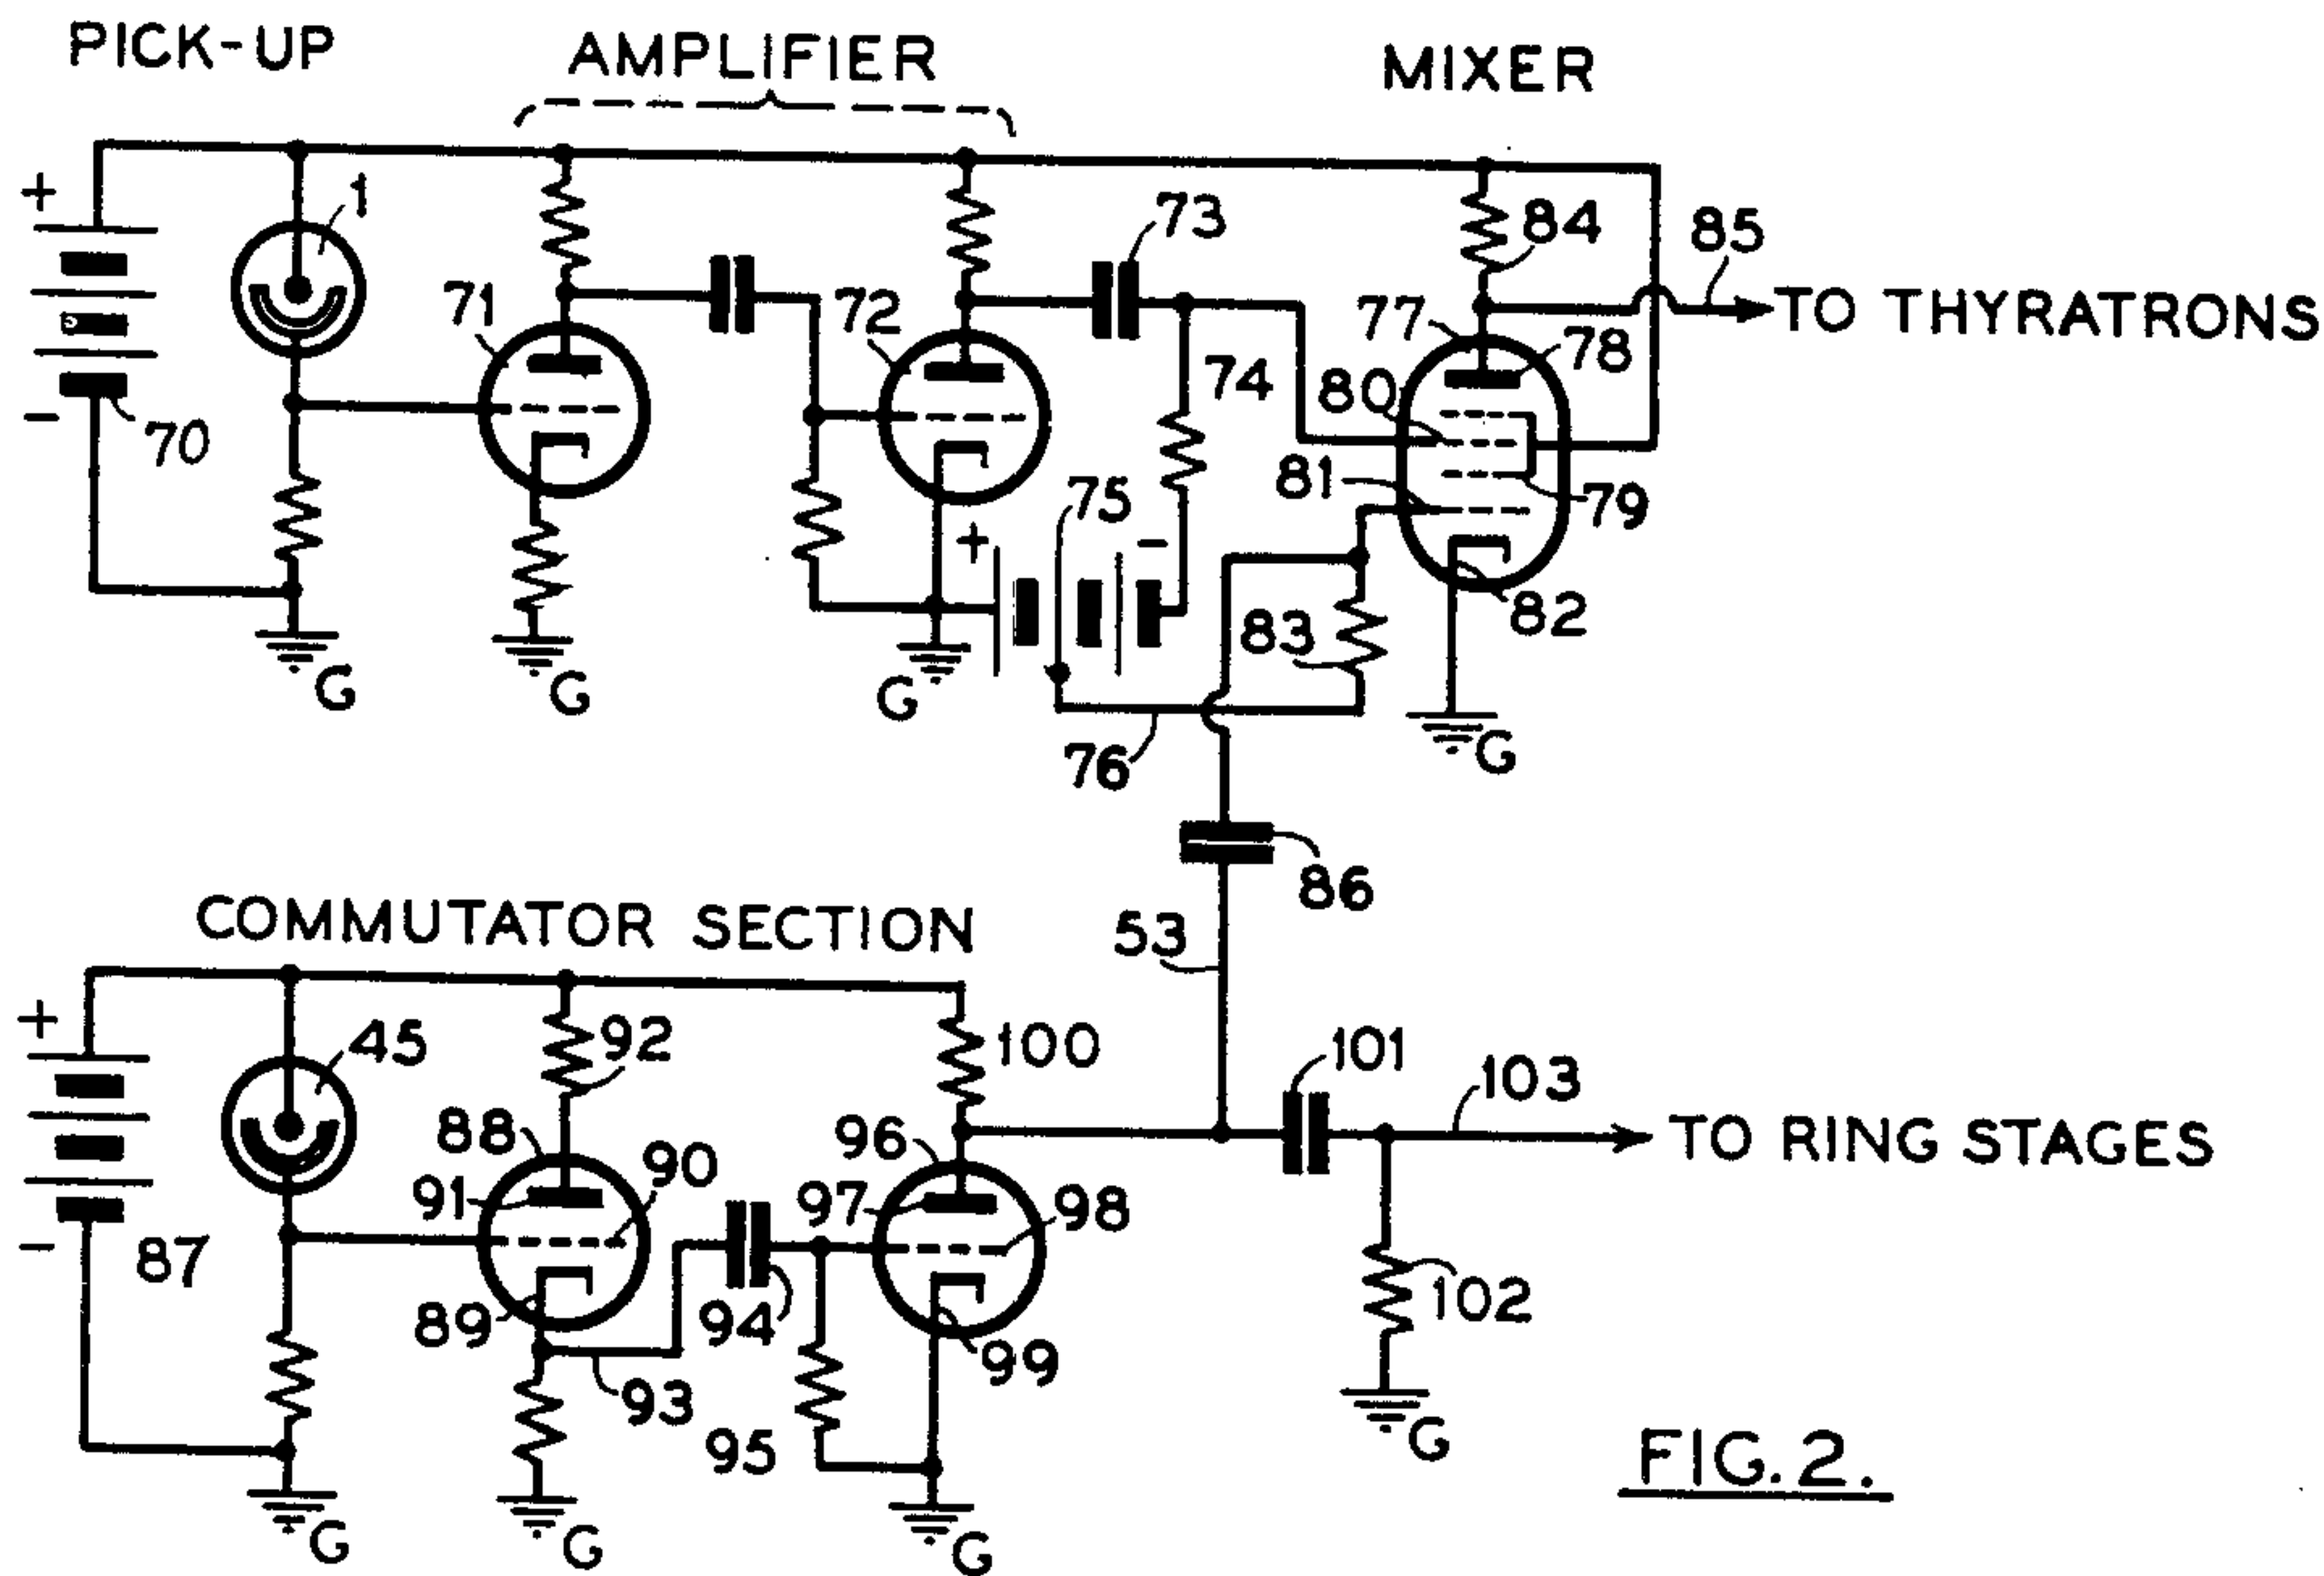 PICK-UP
AMPLIFIER
MIXER
+
1
73
84
85
71
72
77
78
TO THYRATRONS
74
80
-
70
81
75
79
+
-
83
82
G
G
G
G
76
86
COMMUTATOR SECTION
53
+
45
92
100
101
103
88
90
96
TO RING STAGES
91
97
98
-
87
89
94
102
99
93
95
G
G
G
G
FIG. 2.